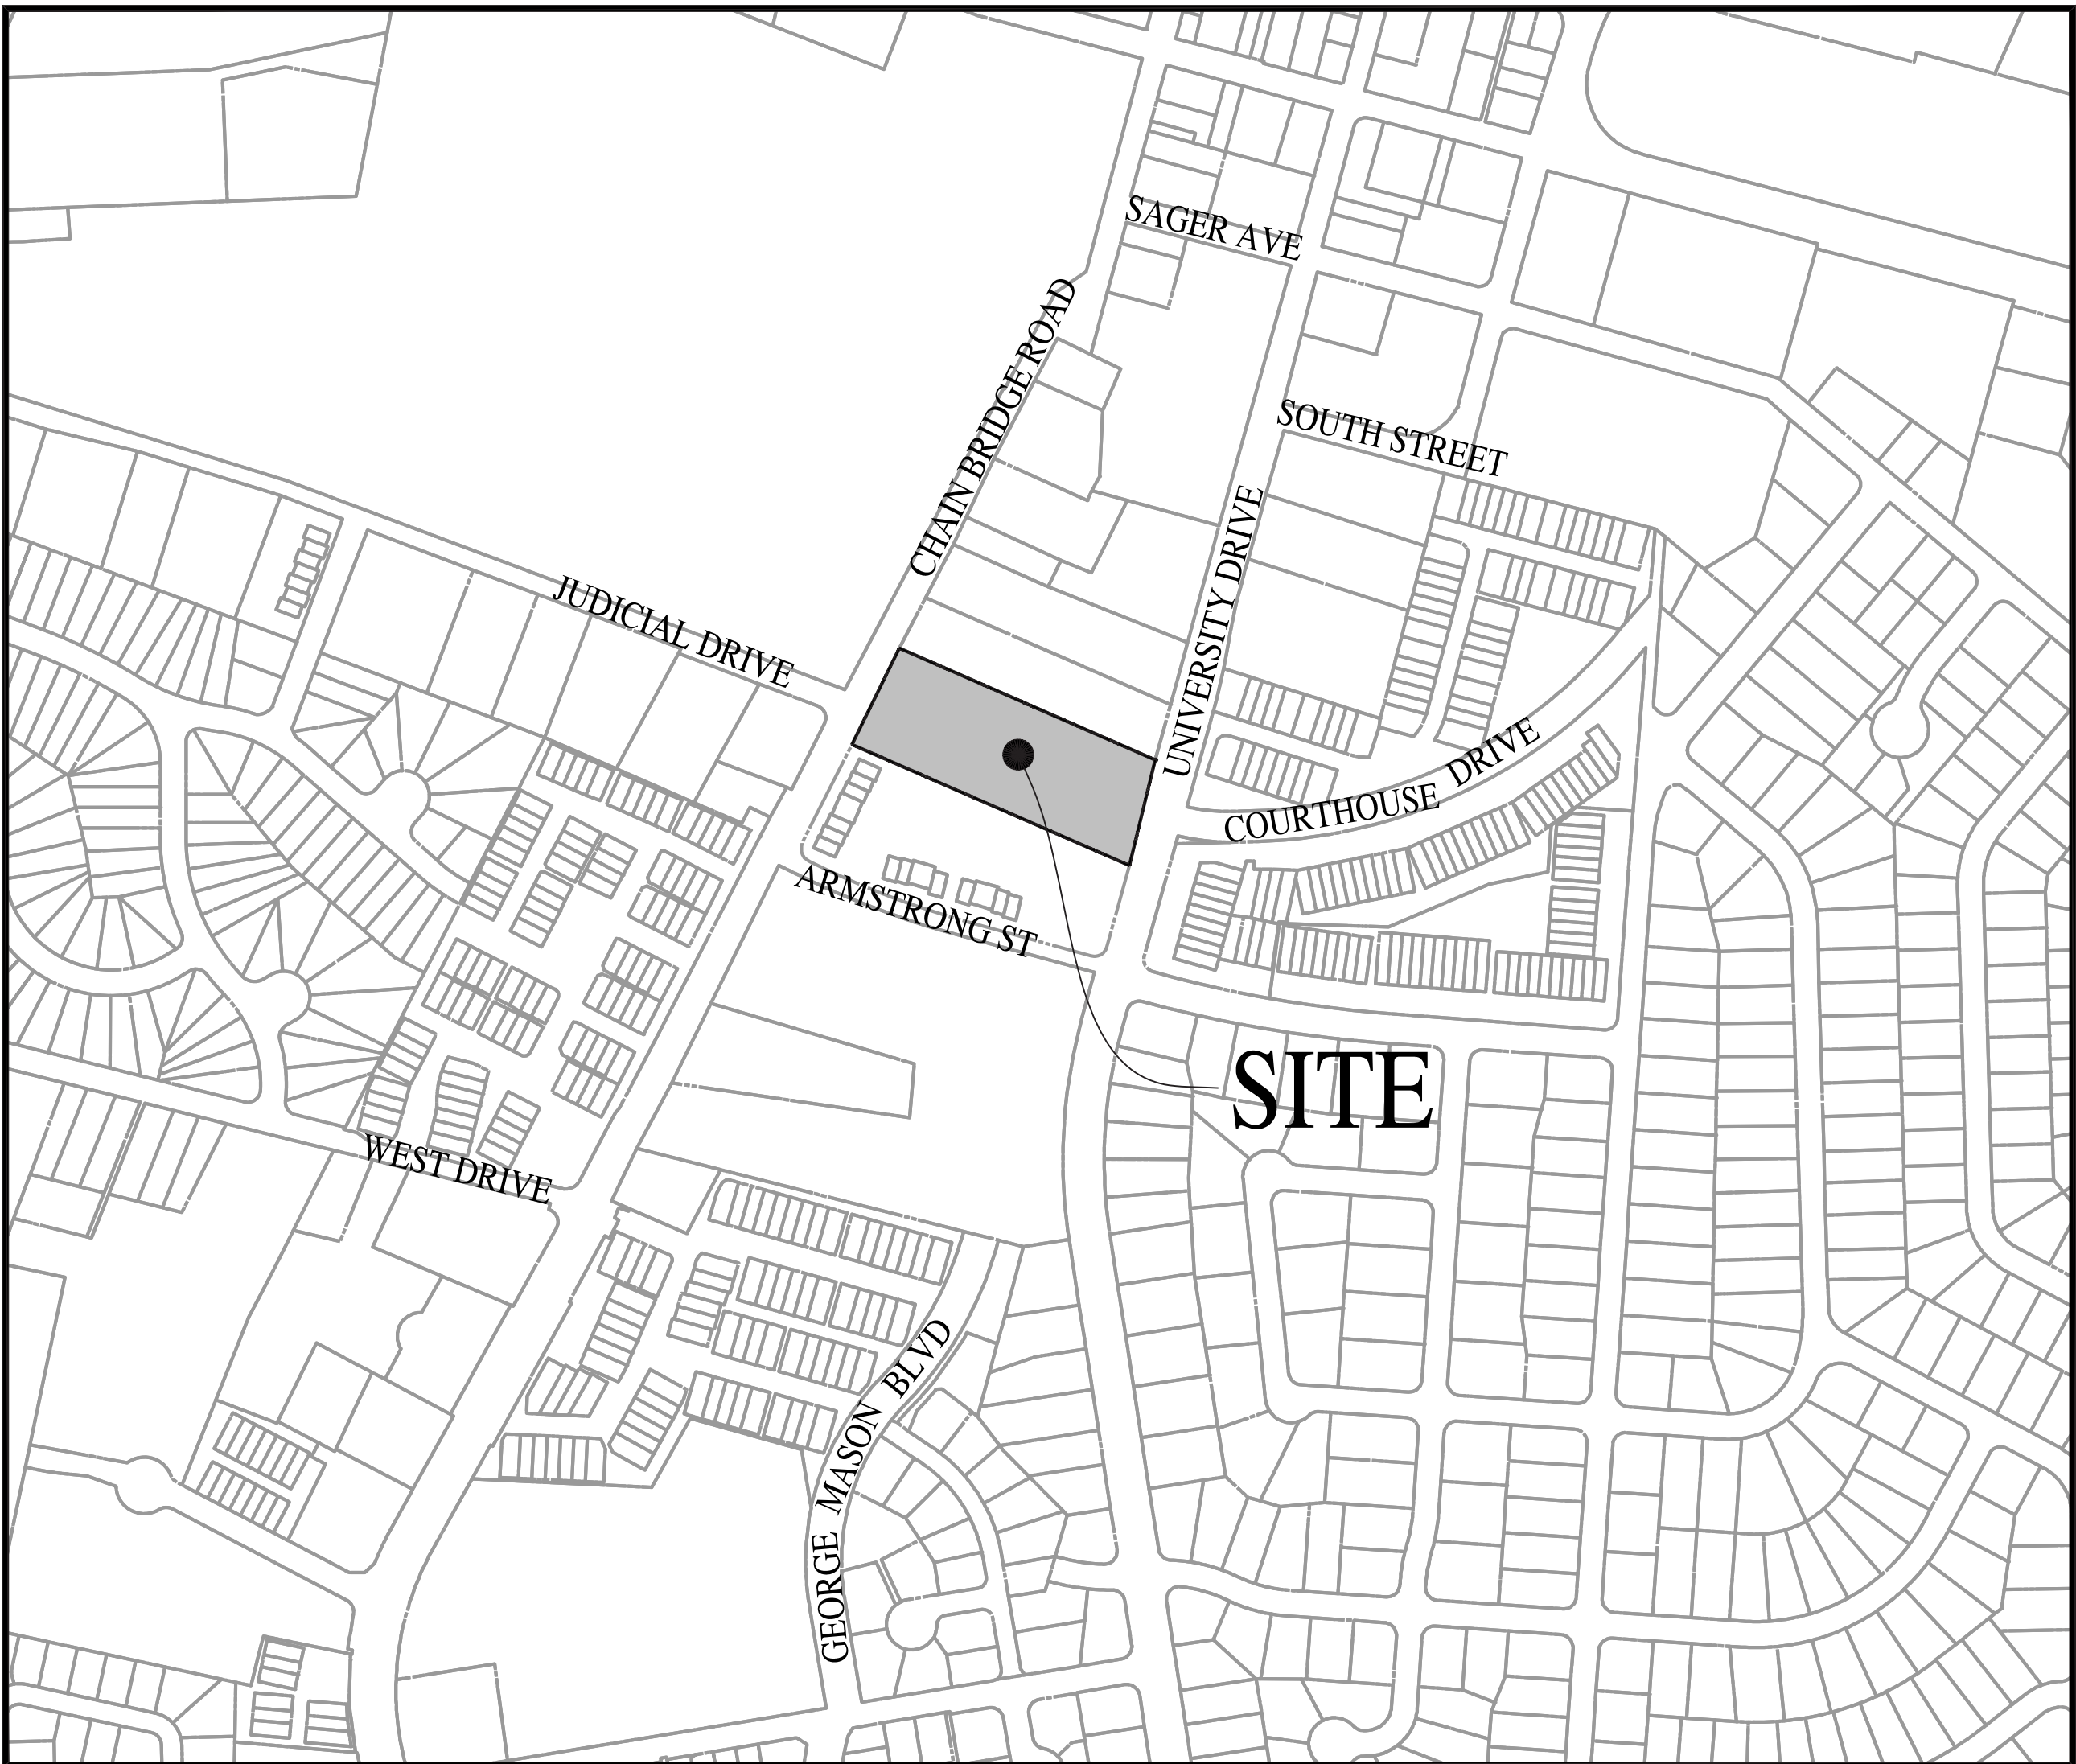 SAGER AVE
CHAIN BRIDGE ROAD
SOUTH STREET
UNIVERSITY DRIVE
JUDICIAL DRIVE
COURTHOUSE DRIVE
ARMSTRONG ST
SITE
WEST DRIVE
GEORGE MASON BLVD